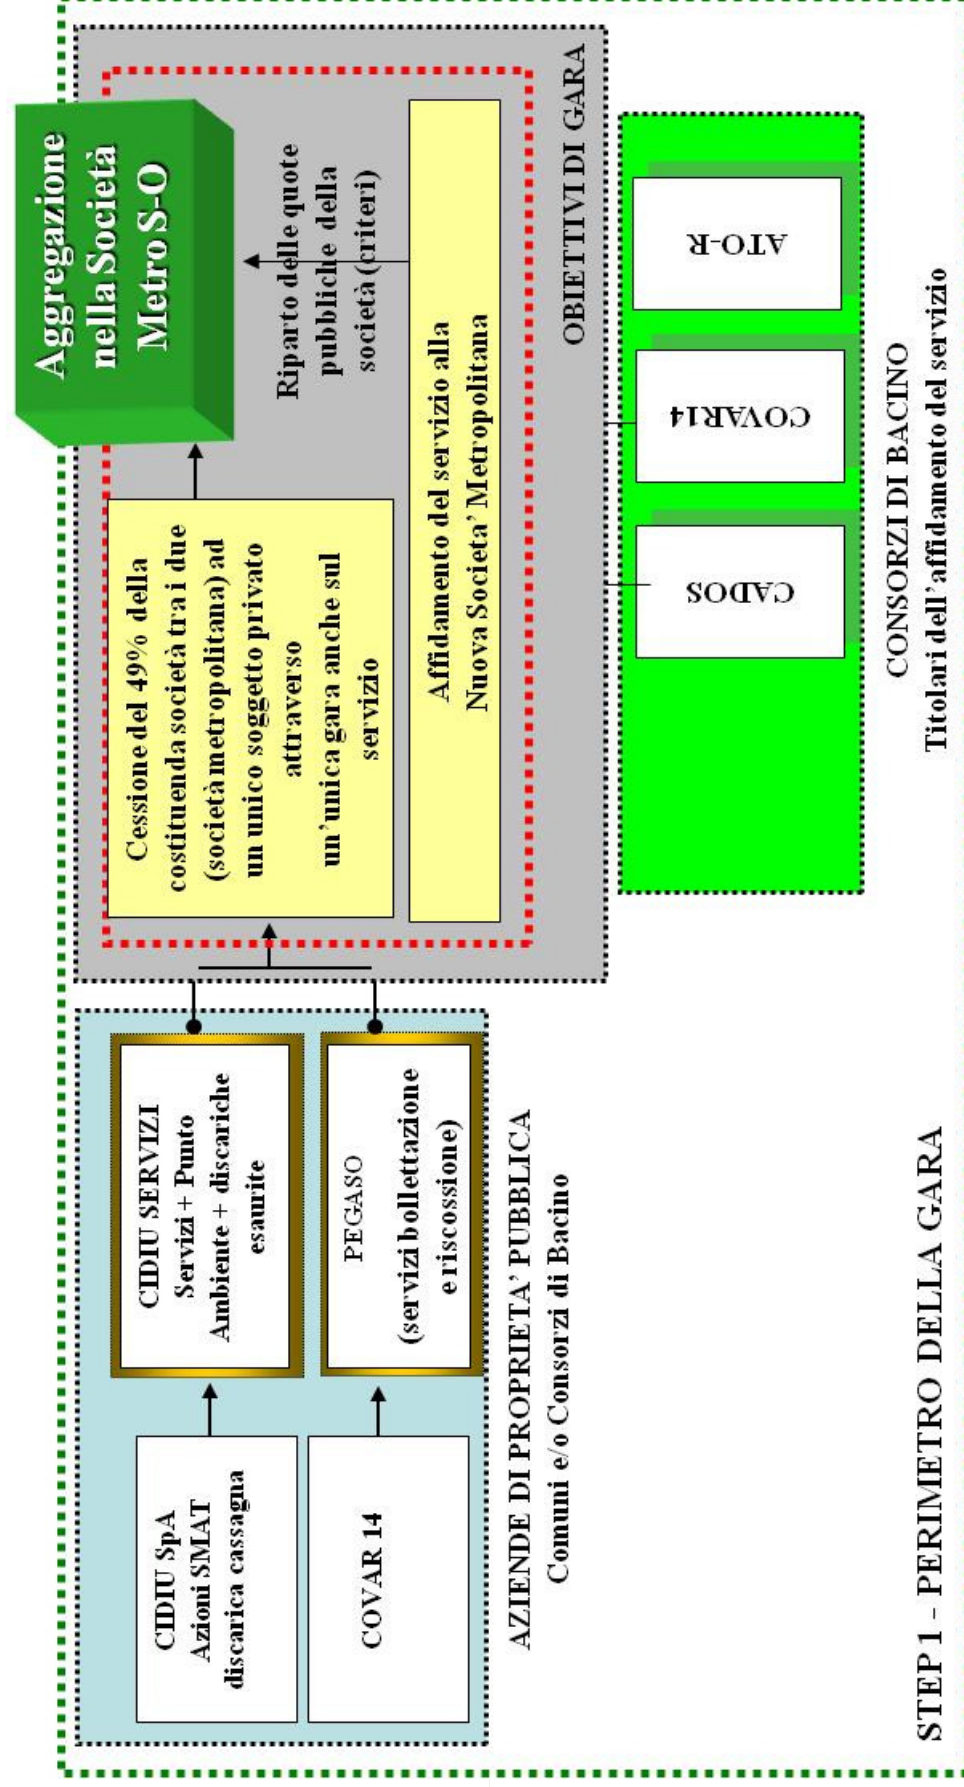 Aggregazione
nella Società
Metro S-O
CIDIU SpA
Azioni SMAT
discarica cassagna
CIDIU SERVIZI
Servizi + Punto
Ambiente + discariche
esaurite
Cessione del 49% della
costituenda società tra i due
(società metropolitana) ad
un unico soggetto privato
attraverso
un’unica gara anche sul
servizio
Riparto delle quote
pubbliche della
società (criteri)
COVAR 14
PEGASO
(servizi bollettazione
e riscossione)
Affidamento del servizio alla
Nuova Societa’ Metropolitana
OBIETTIVI DI GARA
AZIENDE DI PROPRIETA’ PUBBLICA
Comuni e/o Consorzi di Bacino
CADOS
COVAR14
ATO-R
CONSORZI DI BACINO
Titolari dell’affidamento del servizio
STEP 1 - PERIMETRO DELLA GARA